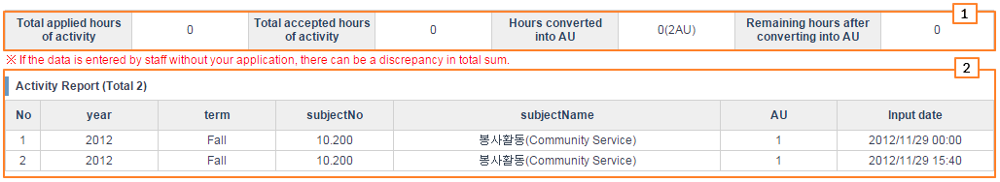 1
Total applied hours of activity 0 Total accepted hours of activity 0 Hours converted into AU 0(2AU) Remaining hours after converting into AU 0
※ If the data is entered by staff without your application, there can be a discrepancy in total sum.
2
Activity Report (Total 2)
No year term subjectNo subjectName AU Input date
1 2012 Fall 10.200 봉사활동(Community Service) 1 2012/11/29 00:00
2 2012 Fall 10.200 봉사활동(Community Service) 1 2012/11/29 15:40